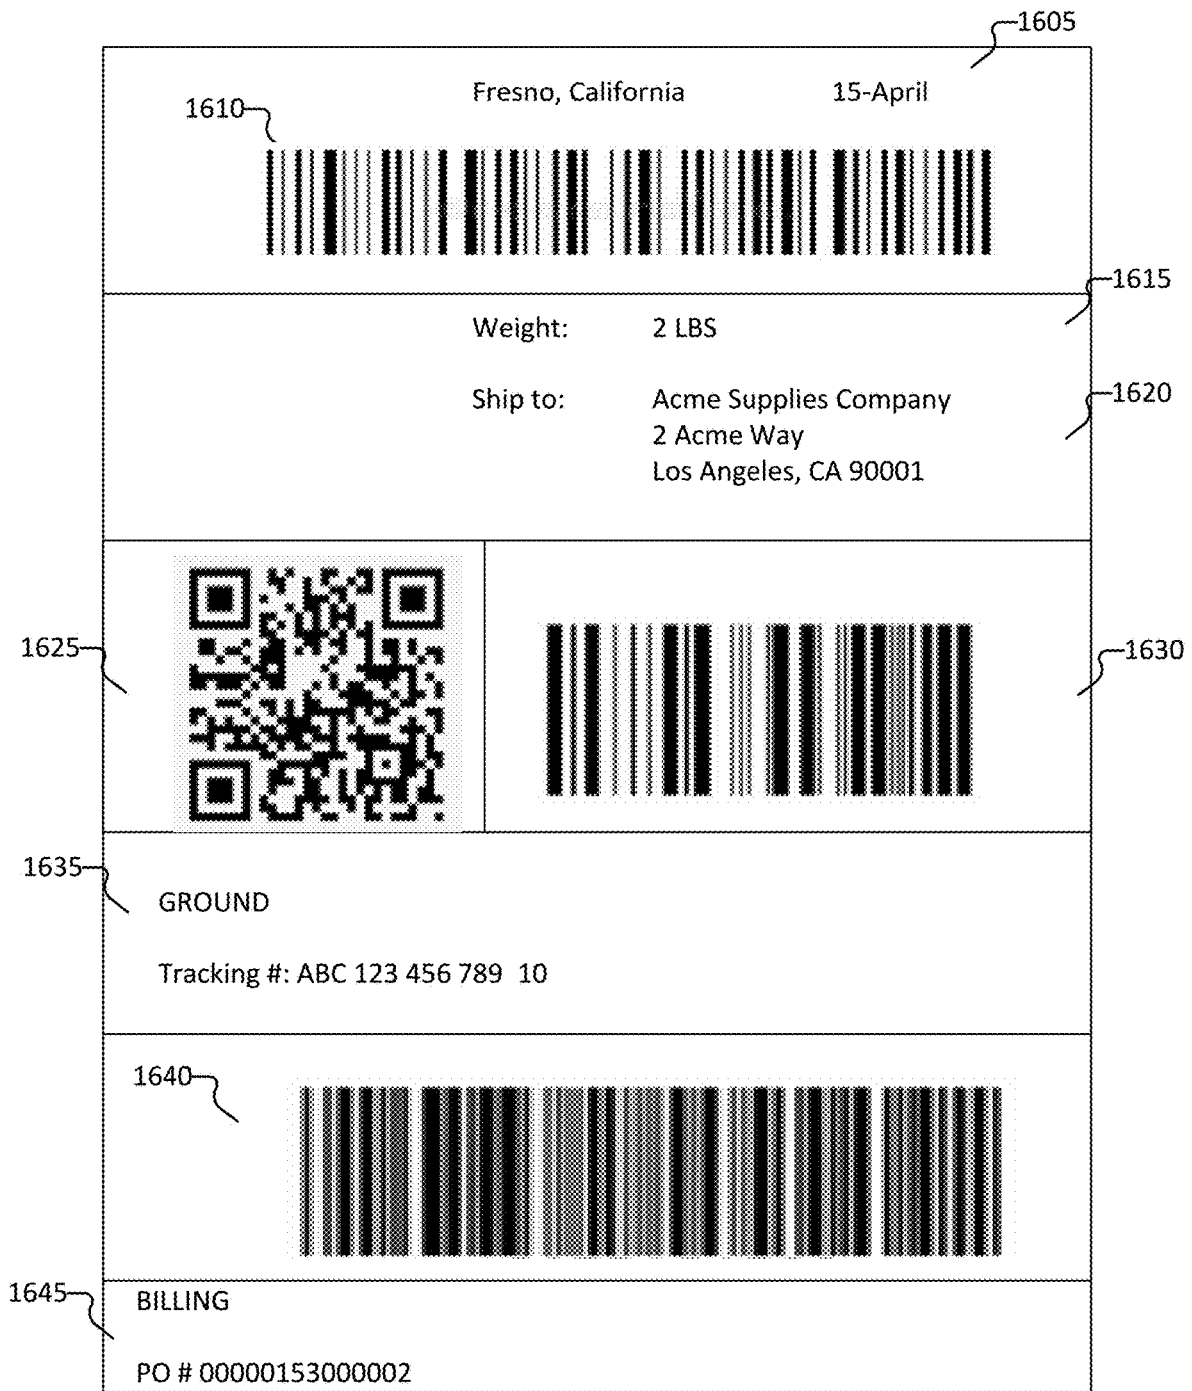 1605
Fresno, California 15-April
1610
1615
Weight: 2 LBS
Ship to: Acme Supplies Company
1620
2 Acme Way
Los Angeles, CA 90001
1625
1630
1635
GROUND
Tracking #: ABC 123 456 789 10
1640
1645
BILLING
PO # 00000153000002